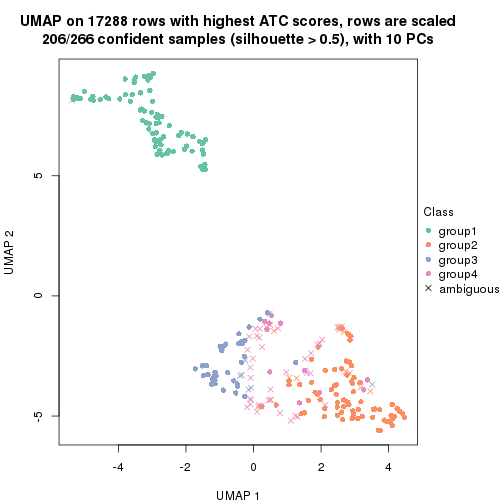 UMAP on 17288 rows with highest ATC scores, rows are scaled
206/266 confident samples (silhouette > 0.5), with 10 PCs
5
0
-5
UMAP 2
-4
-2
0
2
4
UMAP 1
Class
group1
group2
group3
group4
ambiguous